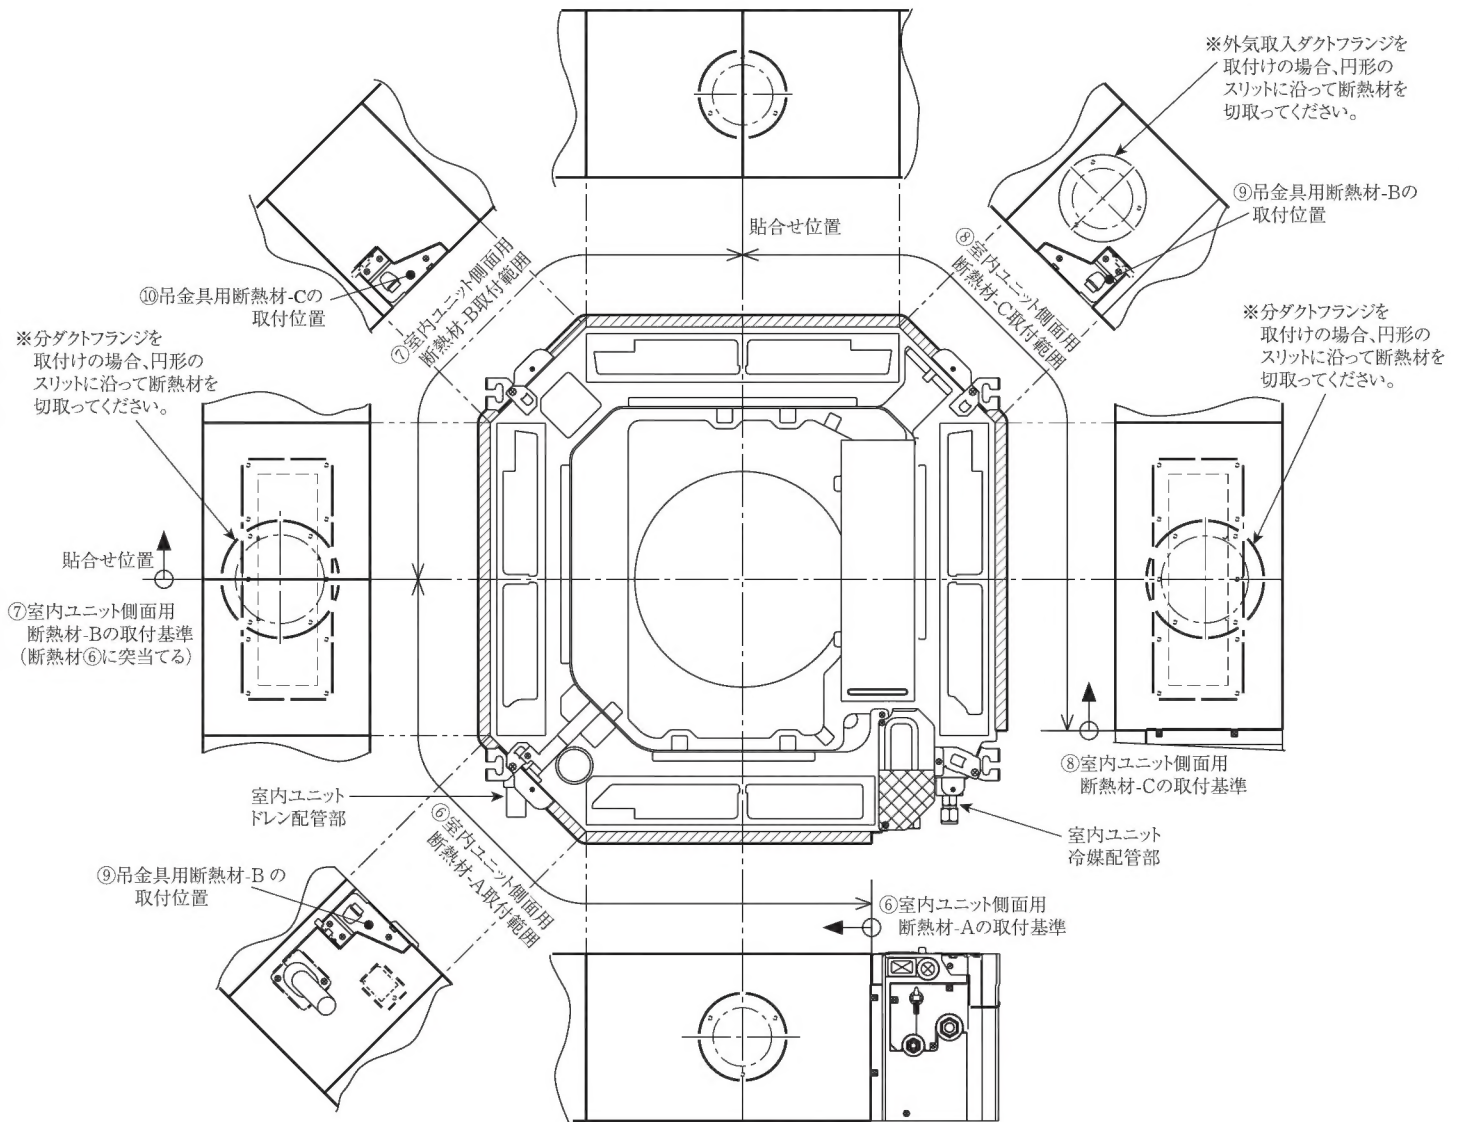 ※外気取入ダクトフランジを
取付けの場合、円形の
スリットに沿って断熱材を
切取ってください。
⑨吊金具用断熱材-Bの
取付位置
貼合せ位置
⑦室内ユニット側面用
断熱材-B取付範囲
⑧室内ユニット側面用
断熱材-C取付範囲
⑩吊金具用断熱材-Cの
取付位置
※分ダクトフランジを
取付けの場合、円形の
スリットに沿って断熱材を
切取ってください。
※分ダクトフランジを
取付けの場合、円形の
スリットに沿って断熱材を
切取ってください。
貼合せ位置
⑦室内ユニット側面用
断熱材-Bの取付基準
(断熱材⑥に突当てる)
⑧室内ユニット側面用
断熱材-Cの取付基準
室内ユニット
ドレン配管部
室内ユニット
冷媒配管部
⑥室内ユニット側面用
断熱材-A取付範囲
⑨吊金具用断熱材-Bの
取付位置
⑥室内ユニット側面用
断熱材-Aの取付基準